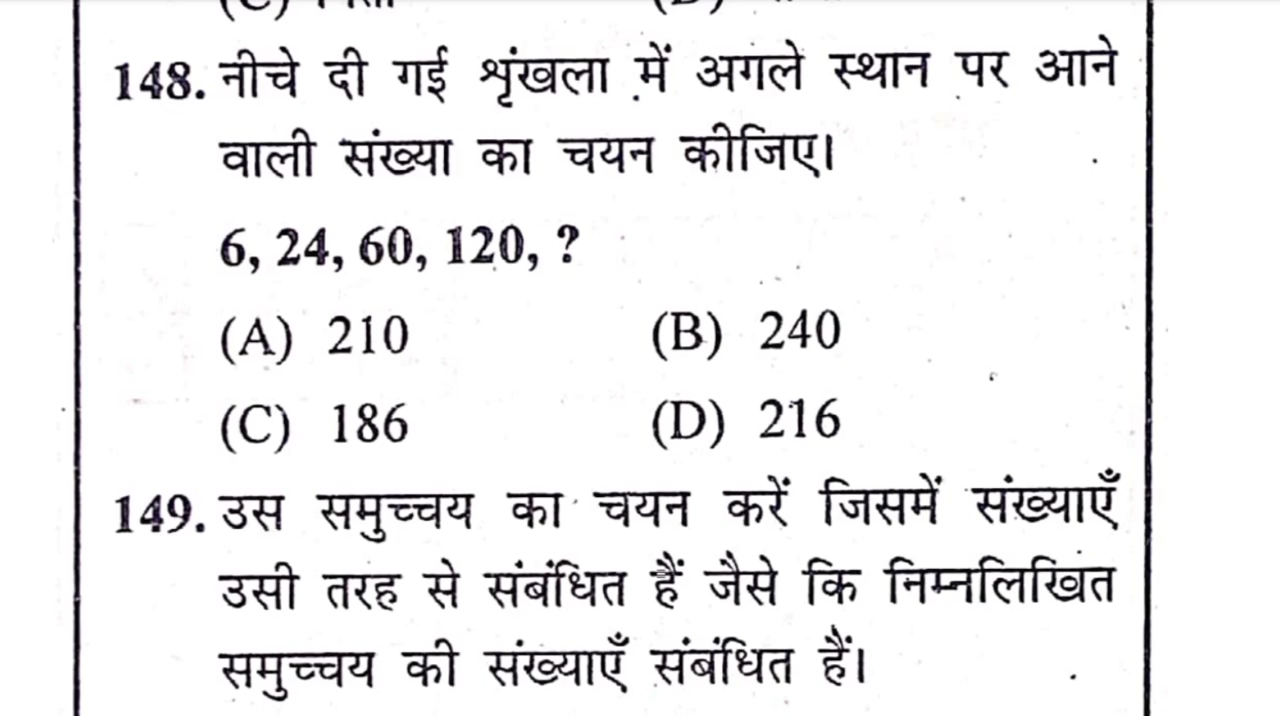 148. नीचे दी गई शृंखला में अगले स्थान पर आने
वाली संख्या का चयन कीजिए।
6, 24, 60, 120, ?
(A) 210 (B) 240
(C) 186 (D) 216
149. उस समुच्चय का चयन करें जिसमें संख्याएँ
उसी तरह से संबंधित हैं जैसे कि निम्नलिखित
समुच्चय की संख्याएँ संबंधित हैं।